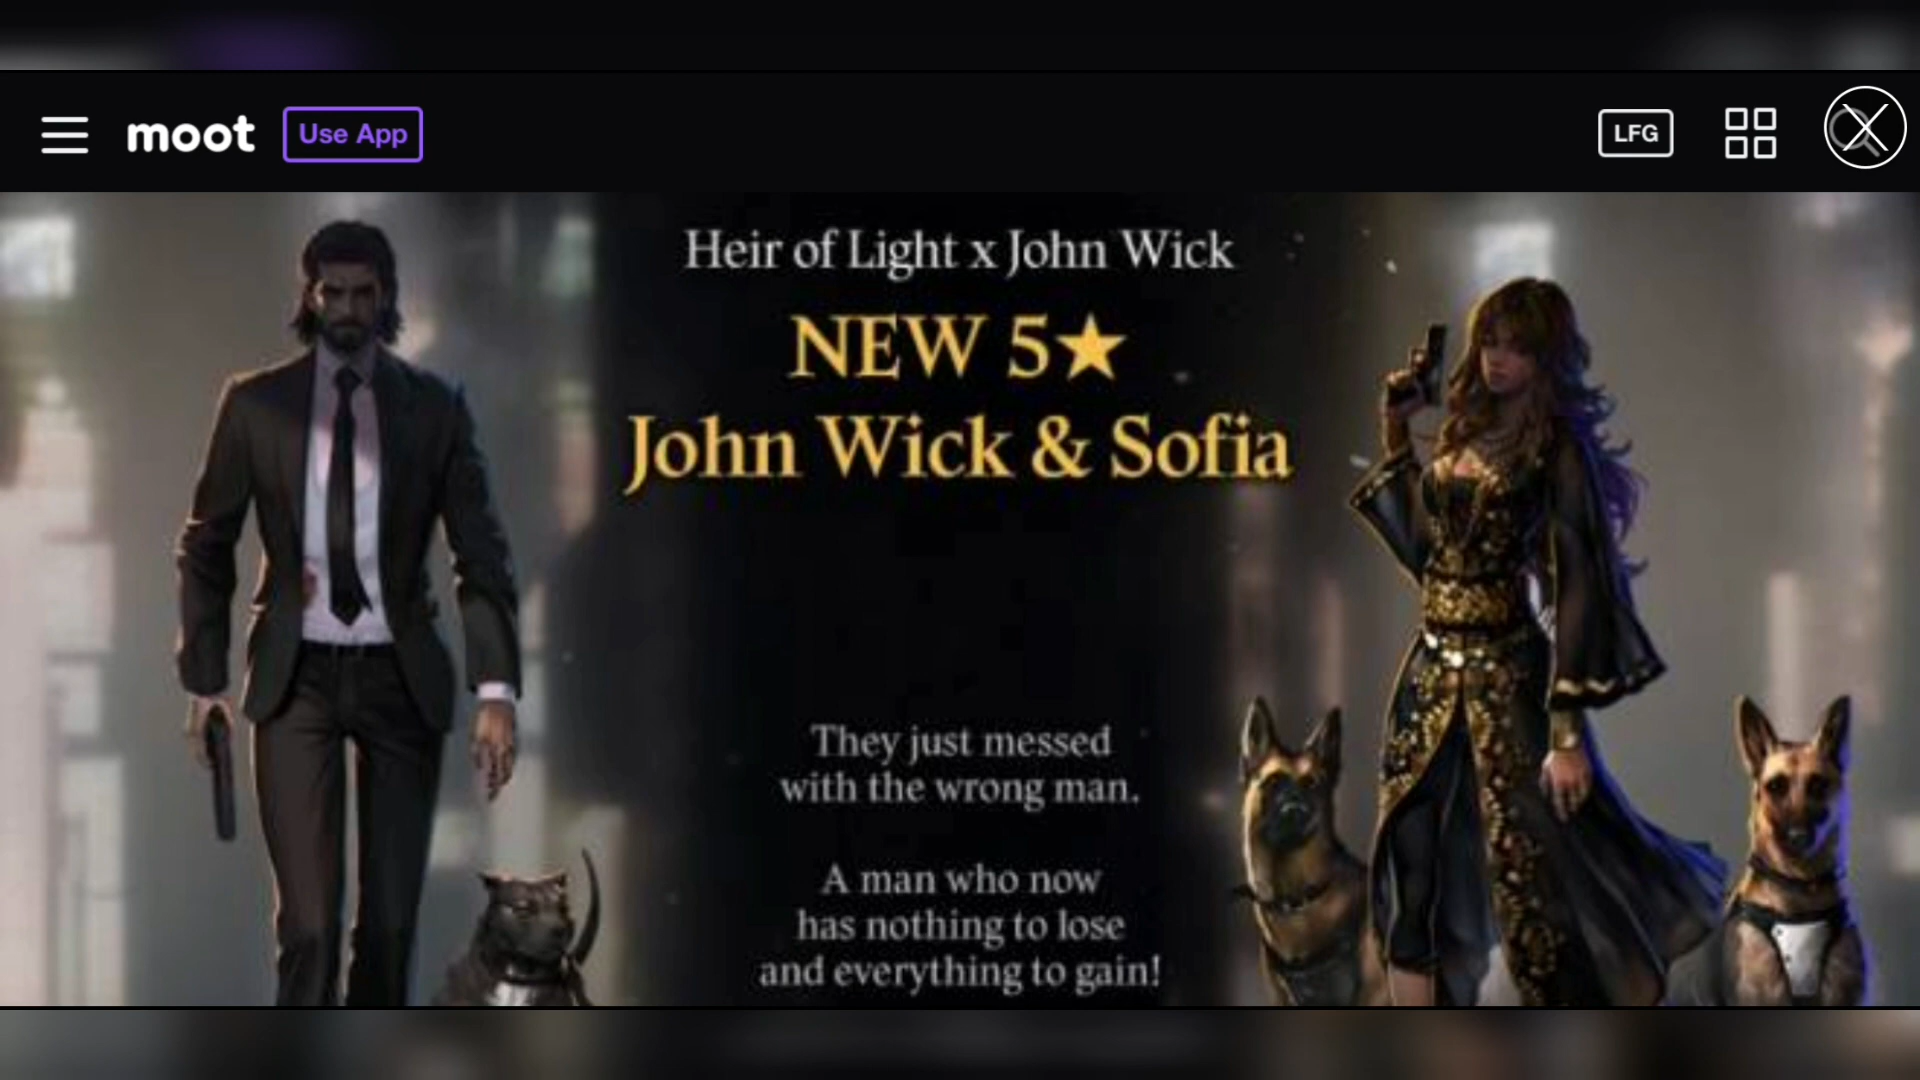 moot
Use App
LFG
Heir of Light x John Wick
NEW 5★
John Wick & Sofia
They just messed
with the wrong man.
A man who now
has nothing to lose
and everything to gain!